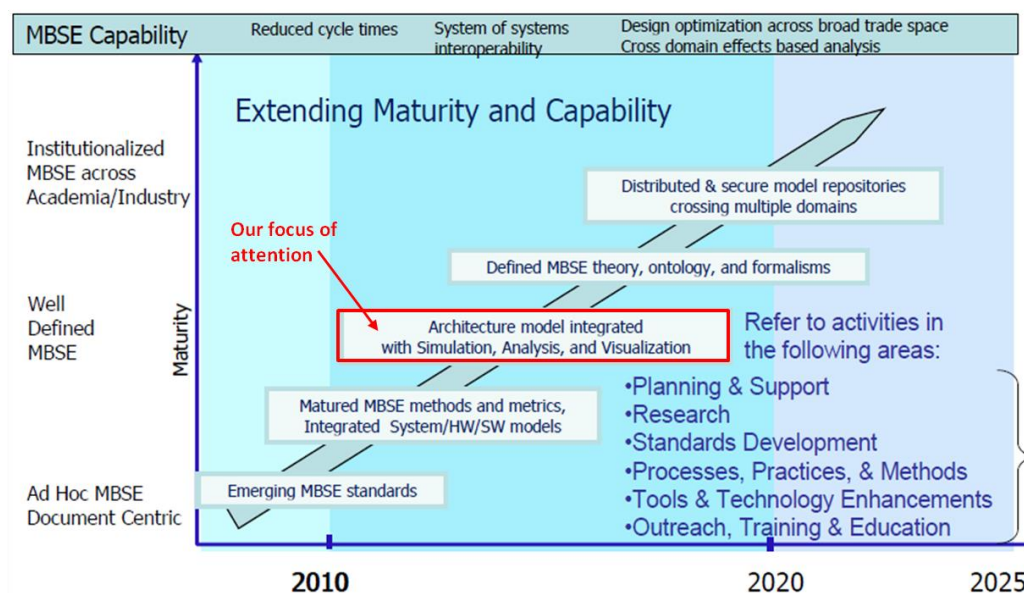 MBSE Capability
Reduced cycle times
System of systems
interoperability
Design optimization across broad trade space
Cross domain effects based analysis
Extending Maturity and Capability
Institutionalized
MBSE across
Academia/Industry
Distributed & secure model repositories
crossing multiple domains
Our focus of
attention
Defined MBSE theory, ontology, and formalisms
Well
Defined
MBSE
Maturity
Architecture model integrated
with Simulation, Analysis, and Visualization
Refer to activities in
the following areas:
•Planning & Support
•Research
•Standards Development
•Processes, Practices, & Methods
•Tools & Technology Enhancements
•Outreach, Training & Education
Matured MBSE methods and metrics,
Integrated System/HW/SW models
Ad Hoc MBSE
Document Centric
Emerging MBSE standards
2010
2020
2025